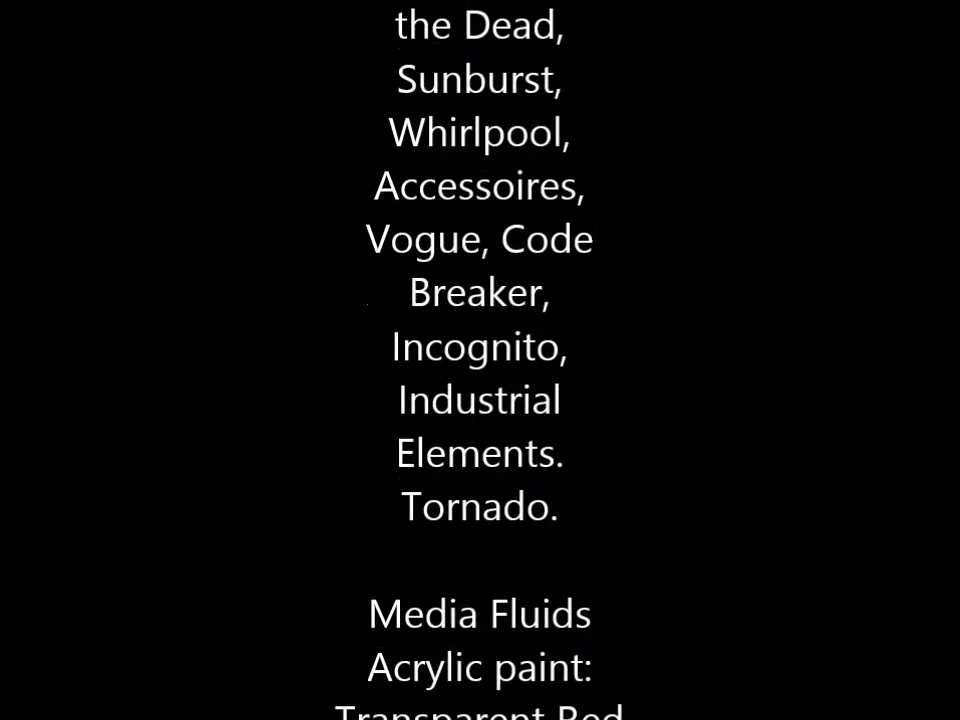 the Dead,
Sunburst,
Whirlpool,
Accessoires,
Vogue, Code
Breaker,
Incognito,
Industrial
Elements.
Tornado.
Media Fluids
Acrylic paint:
Transparent Red